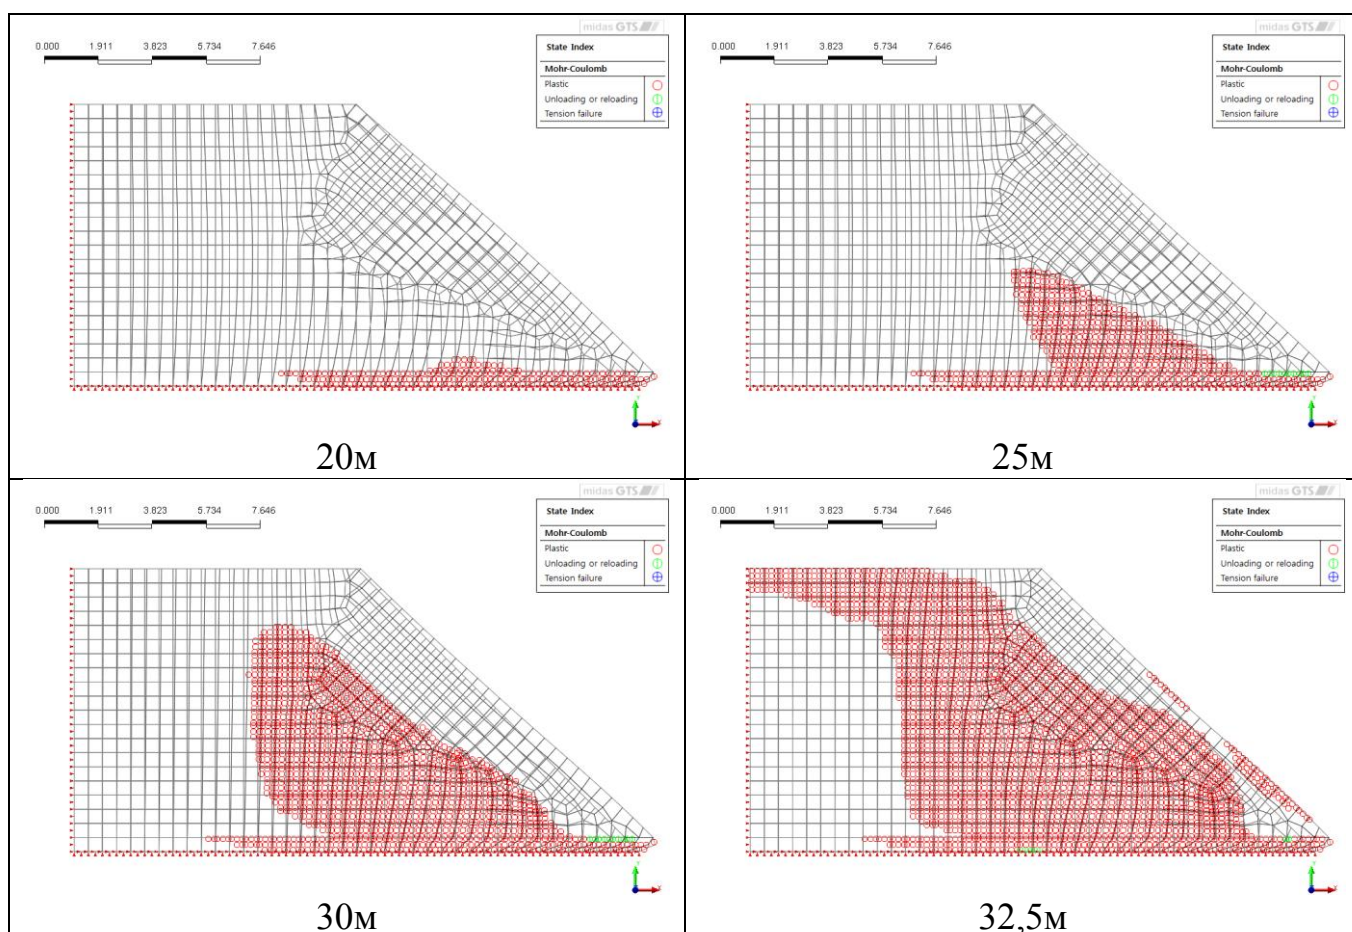 midas GTS
0.000 1.911 3.823 5.734 7.646
State Index
Mohr-Coulomb
Plastic
Unloading or reloading
Tension failure
20м
midas GTS
0.000 1.911 3.823 5.734 7.646
State Index
Mohr-Coulomb
Plastic
Unloading or reloading
Tension failure
25м
midas GTS
0.000 1.911 3.823 5.734 7.646
State Index
Mohr-Coulomb
Plastic
Unloading or reloading
Tension failure
30м
midas GTS
0.000 1.911 3.823 5.734 7.646
State Index
Mohr-Coulomb
Plastic
Unloading or reloading
Tension failure
32,5м